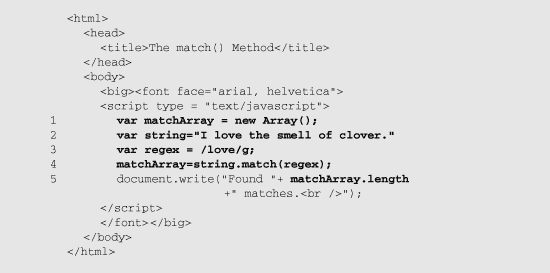 <html>
<head>
<title>The match() Method</title>
</head>
<body>
<big><font face="arial, helvetica">
<script type = "text/javascript">
1 var matchArray = new Array();
2 var string="I love the smell of clover."
3 var regex = /love/g;
4 matchArray=string.match(regex);
5 document.write("Found "+ matchArray.length
+" matches.<br />");
</script>
</font></big>
</body>
</html>